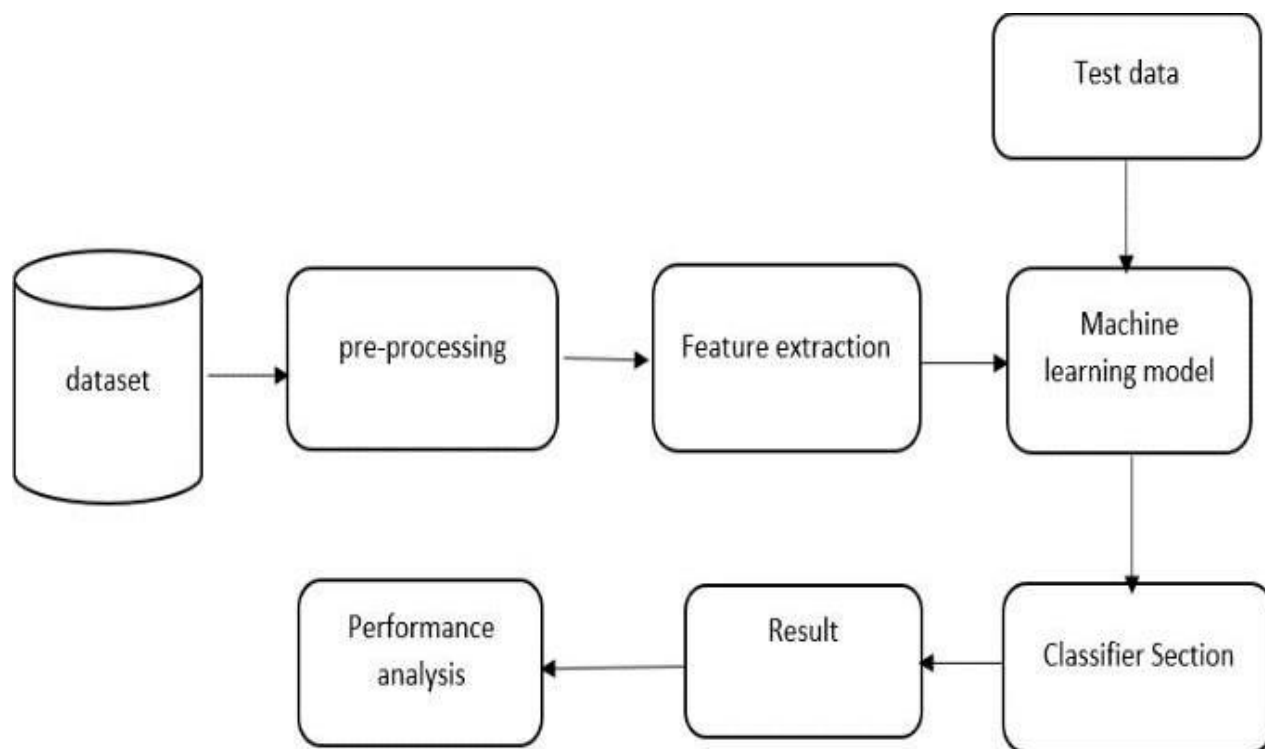 Test data
dataset
pre-processing
Feature extraction
Machine
learning model
Classifier Section
Result
Performance
analysis